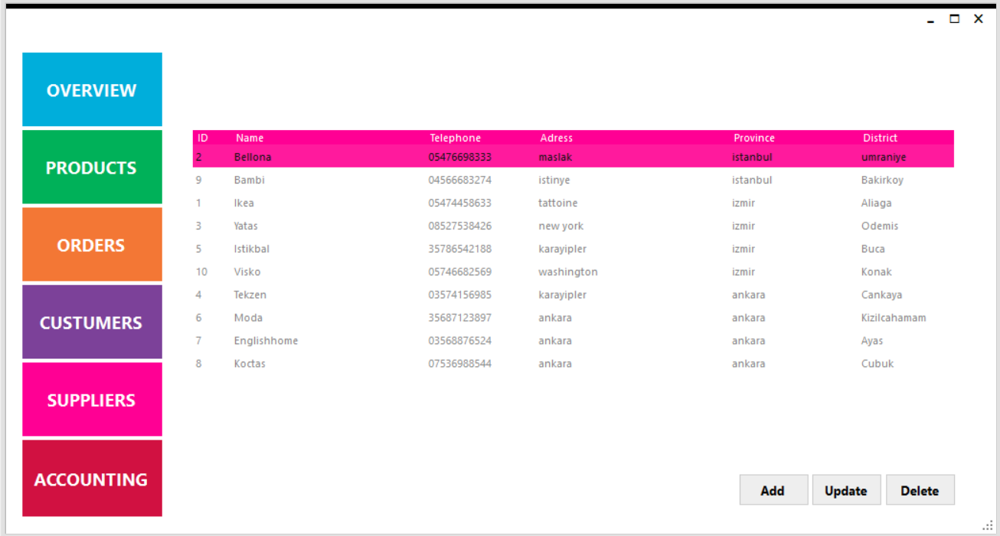 OVERVIEW
PRODUCTS
ORDERS
CUSTUMERS
SUPPLIERS
ACCOUNTING
ID Name Telephone Adress Province District
2 Bellona 05476698333 maslak istanbul umraniye
9 Bambi 04566683274 istinye istanbul Bakirkoy
1 Ikea 05474458633 tattoine izmir Aliaga
3 Yatas 08527538426 new york izmir Odemis
5 Istikbal 35786542188 karayipler izmir Buca
10 Visko 05746682569 washington izmir Konak
4 Tekzen 03574156985 karayipler ankara Cankaya
6 Moda 35687123897 ankara ankara Kizilcahamam
7 Englishhome 03568876524 ankara ankara Ayas
8 Koctas 07536988544 ankara ankara Cubuk
Add Update Delete